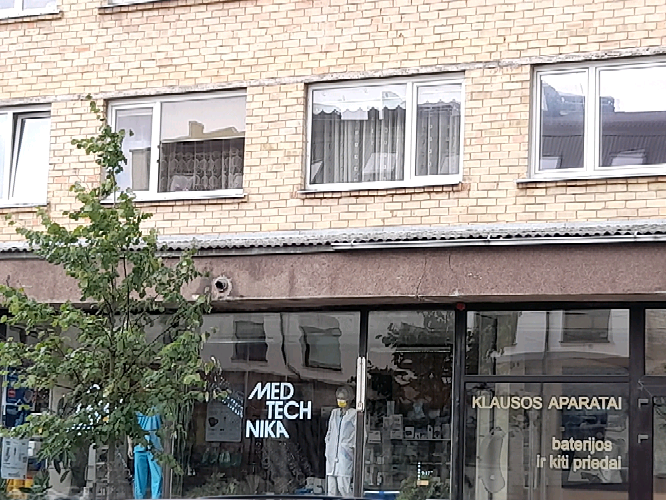 MED
TECH
NIKA
KLAUSOS APARATAI
baterijos
ir kiti priedai